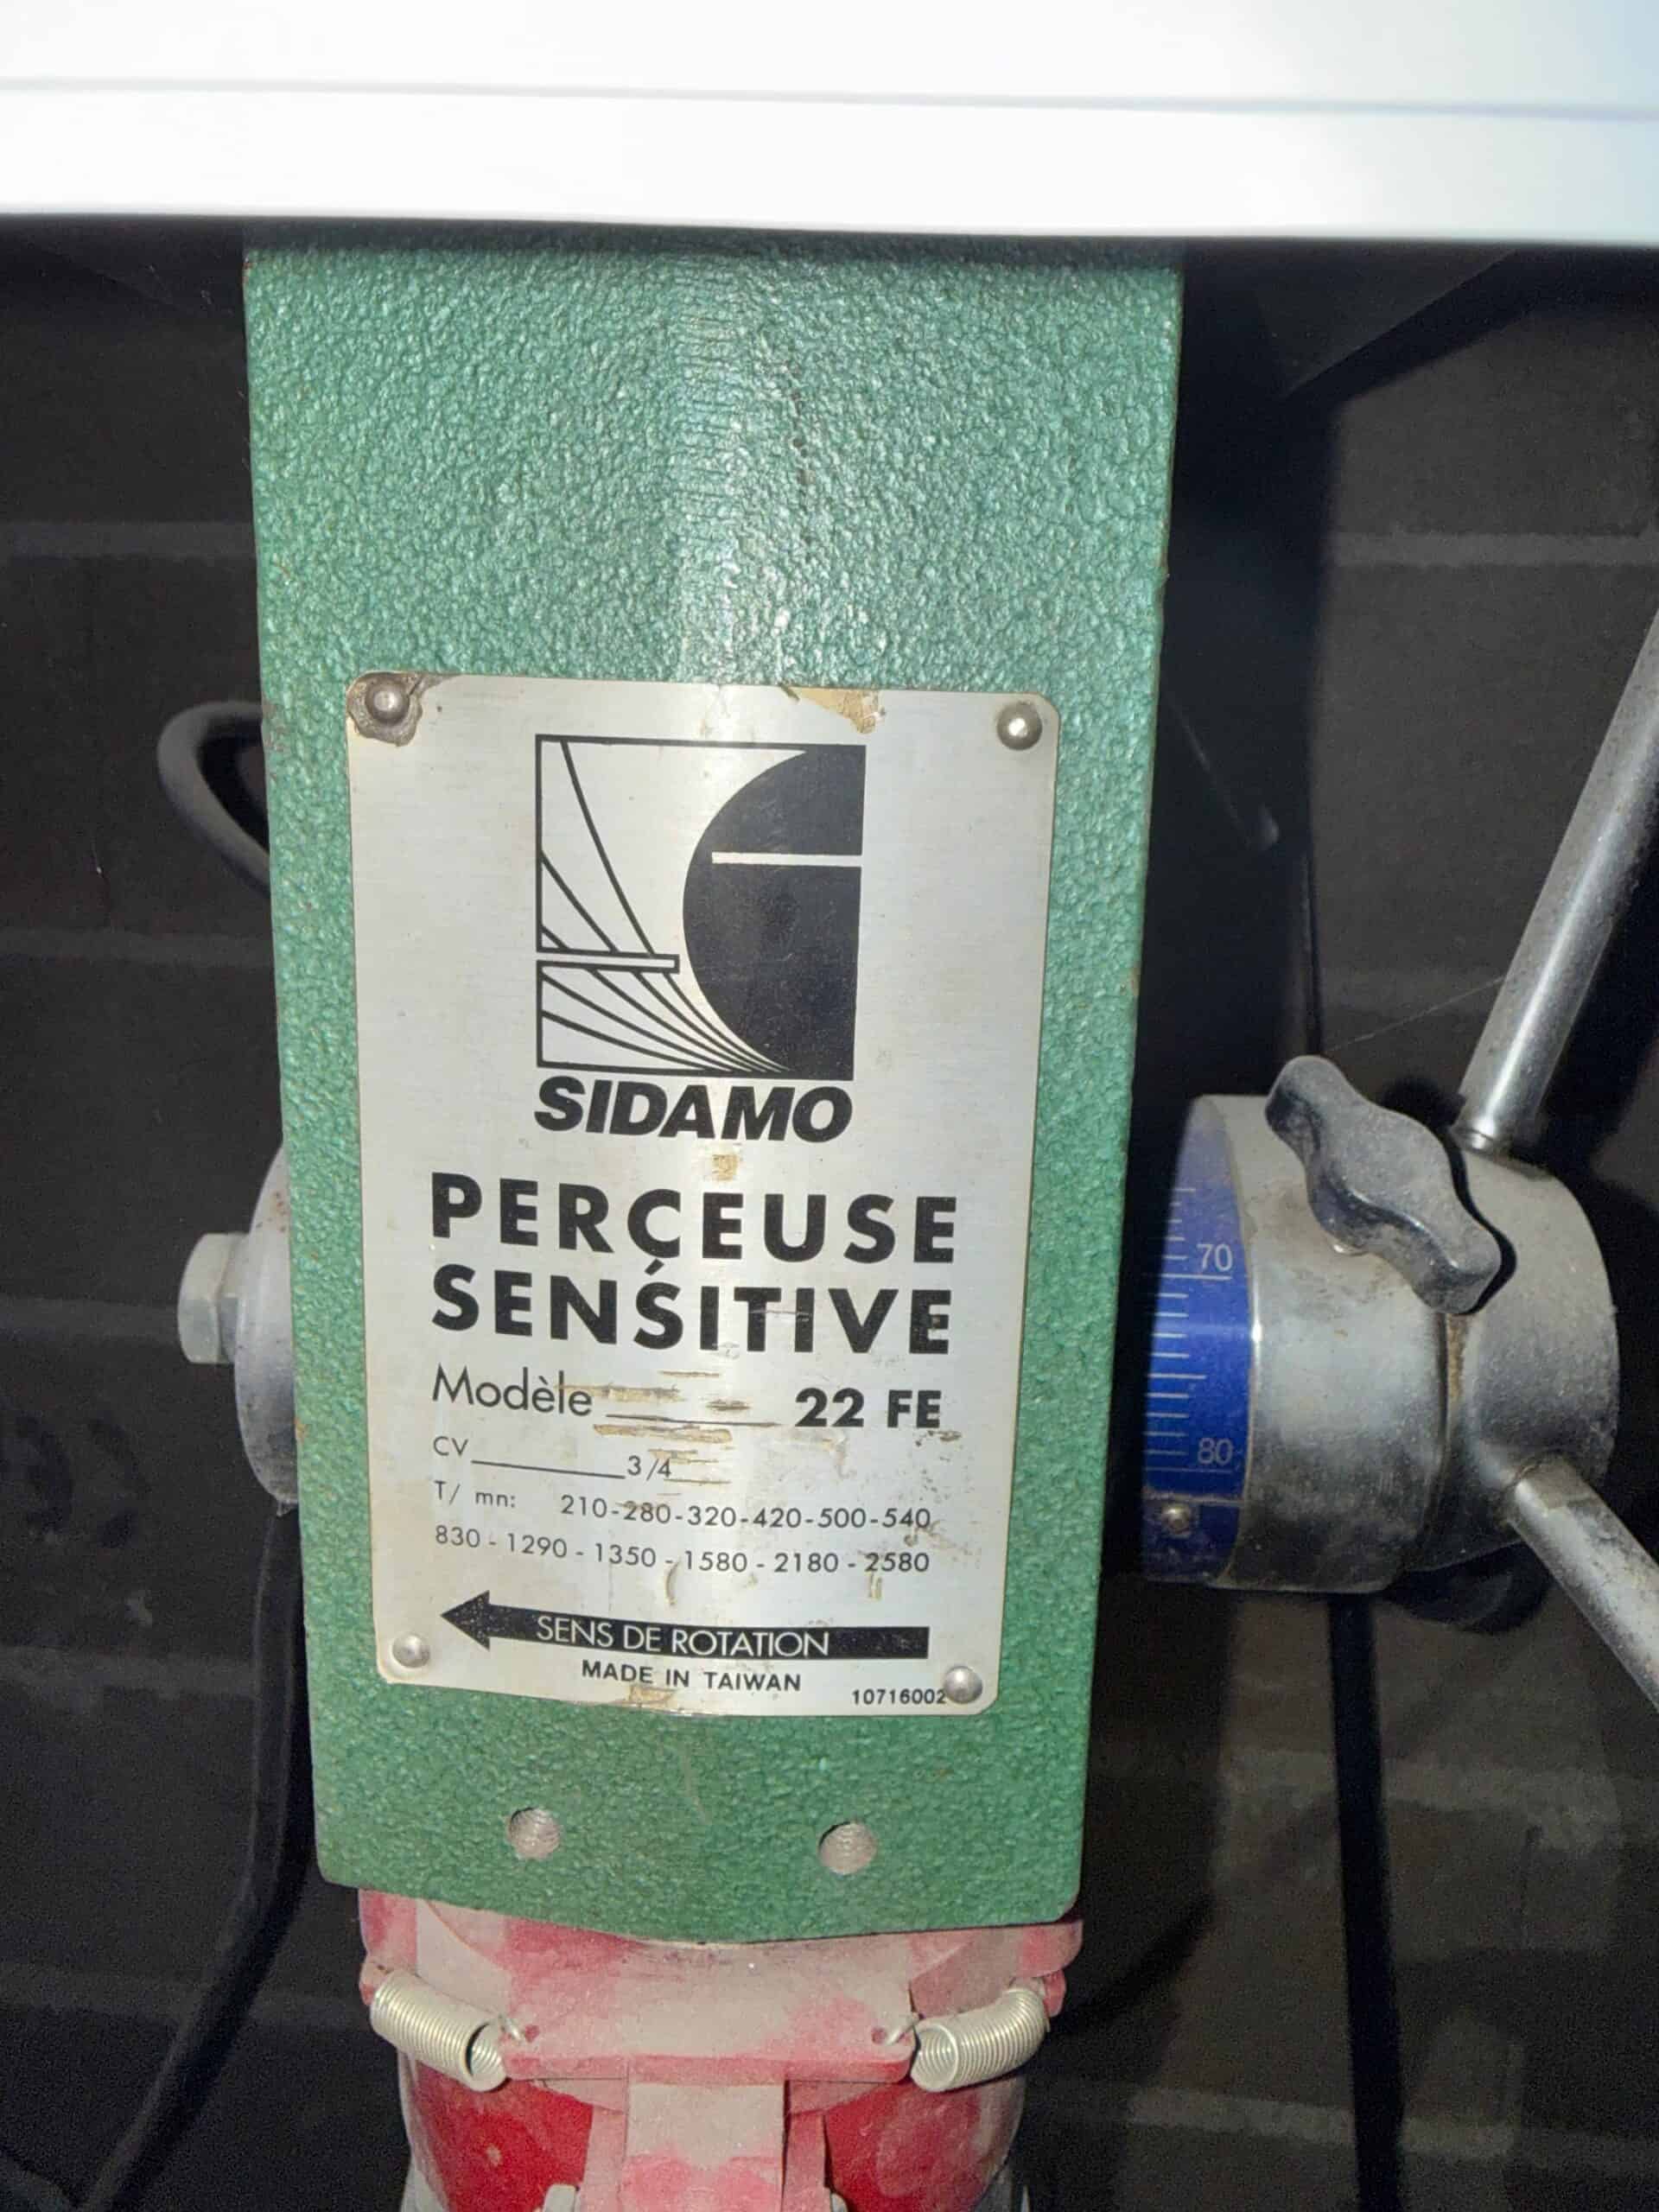 SIDAMO
PERÇEUSE
SENSITIVE
Modèle 22 FE
CV 3/4
T/ mn: 210-280-320-420-500-540
830 - 1290 - 1350 - 1580 - 2180 - 2580
SENS DE ROTATION
MADE IN TAIWAN
10716002
70
80